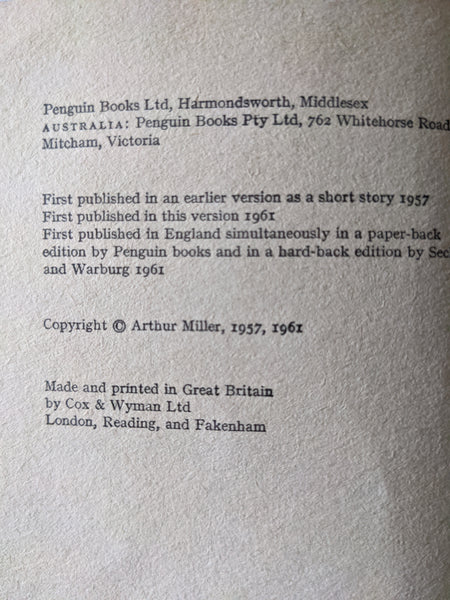 Penguin Books Ltd, Harmondsworth, Middlesex
AUSTRALIA: Penguin Books Pty Ltd, 762 Whitehorse Road
Mitcham, Victoria
First published in an earlier version as a short story 1957
First published in this version 1961
First published in England simultaneously in a paper-back
edition by Penguin books and in a hard-back edition by Sec
and Warburg 1961
Copyright © Arthur Miller, 1957, 1961
Made and printed in Great Britain
by Cox & Wyman Ltd
London, Reading, and Fakenham